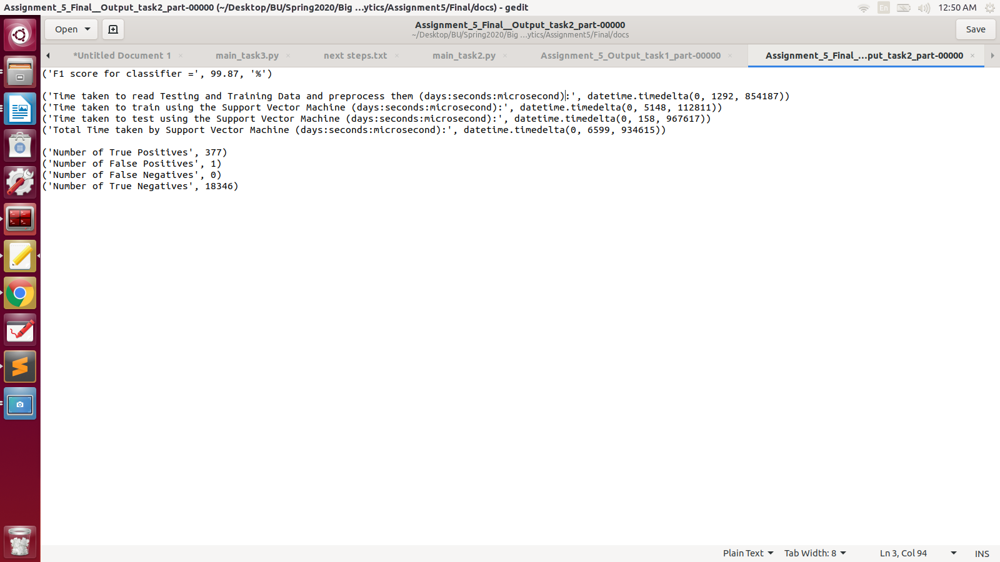 Assignment_5_Final__Output_task2_part-00000 (~/Desktop/BU/Spring2020/Big ...ytics/Assignment5/Final/docs) - gedit
En
12:50 AM
Open
Assignment_5_Final__Output_task2_part-00000
~/Desktop/BU/Spring2020/Big ...ytics/Assignment5/Final/docs
Save
*Untitled Document 1 ×
main_task3.py ×
next steps.txt ×
main_task2.py ×
Assignment_5_Output_task1_part-00000 ×
Assignment_5_Final_...put_task2_part-00000 ×
('F1 score for classifier =', 99.87, '%')
('Time taken to read Testing and Training Data and preprocess them (days:seconds:microsecond):', datetime.timedelta(0, 1292, 854187))
('Time taken to train using the Support Vector Machine (days:seconds:microsecond):', datetime.timedelta(0, 5148, 112811))
('Time taken to test using the Support Vector Machine (days:seconds:microsecond):', datetime.timedelta(0, 158, 967617))
('Total Time taken by Support Vector Machine (days:seconds:microsecond):', datetime.timedelta(0, 6599, 934615))
('Number of True Positives', 377)
('Number of False Positives', 1)
('Number of False Negatives', 0)
('Number of True Negatives', 18346)
Plain Text
Tab Width: 8
Ln 3, Col 94
INS